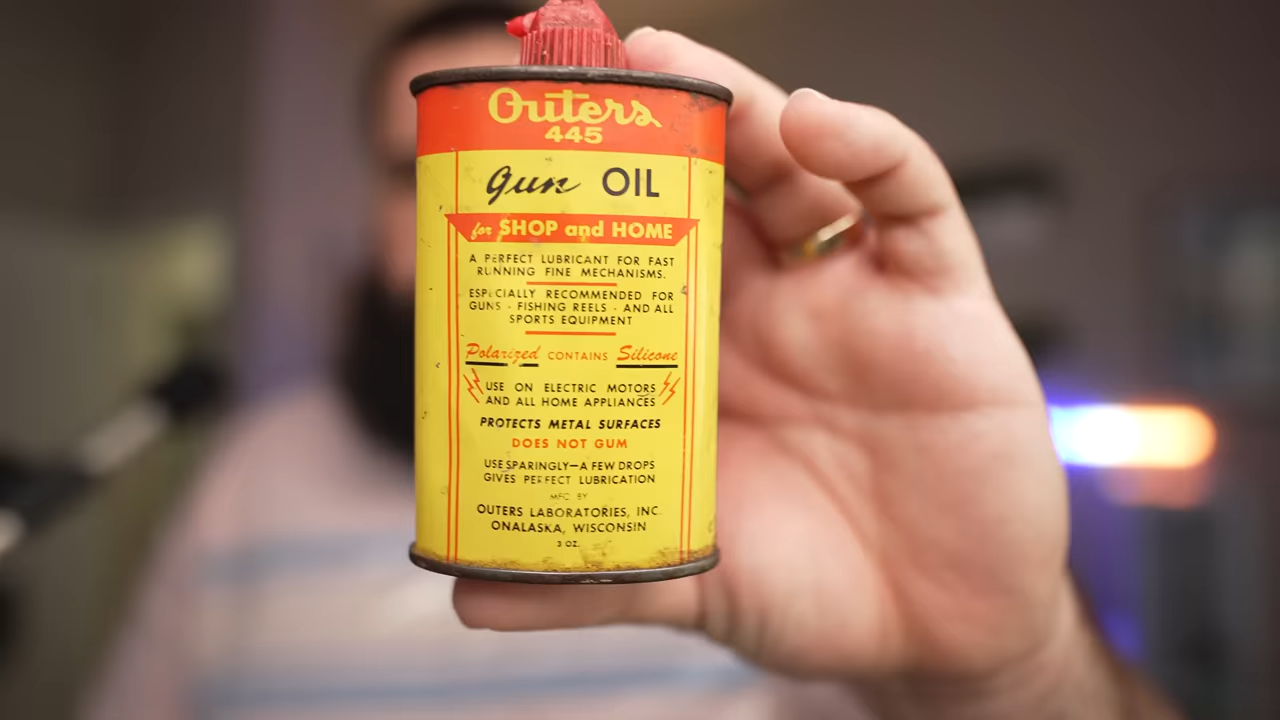 Outers
445
Gun OIL
for SHOP and HOME
A PERFECT LUBRICANT FOR FAST
RUNNING FINE MECHANISMS.
ESPECIALLY RECOMMENDED FOR
GUNS · FISHING REELS · AND ALL
SPORTS EQUIPMENT
Polarized CONTAINS Silicone
USE ON ELECTRIC MOTORS
AND ALL HOME APPLIANCES
PROTECTS METAL SURFACES
DOES NOT GUM
USE SPARINGLY—A FEW DROPS
GIVES PERFECT LUBRICATION
MFG. BY
OUTERS LABORATORIES, INC.
ONALASKA, WISCONSIN
3 OZ.